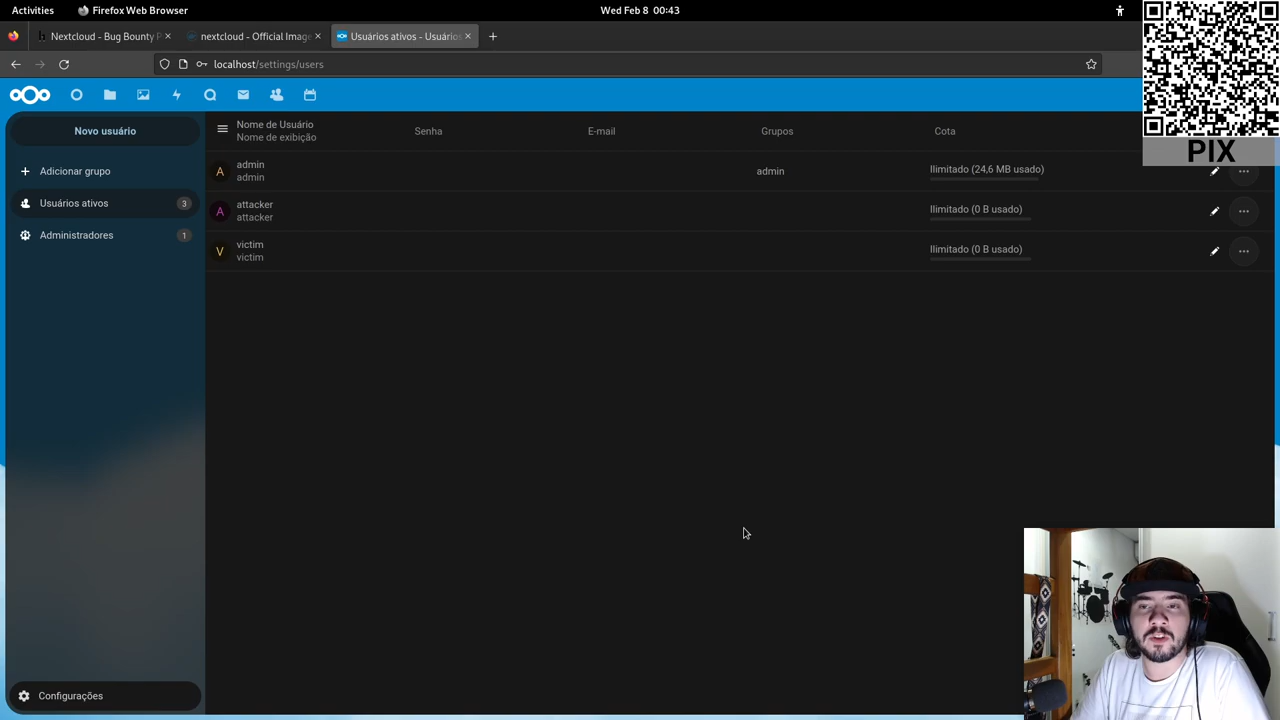 Activities
Firefox Web Browser
Wed Feb 8 00:43
Nextcloud - Bug Bounty P
nextcloud - Official Image
Usuários ativos - Usuários
localhost/settings/users
PIX
Novo usuário
Adicionar grupo
Usuários ativos 3
Administradores 1
Configurações
Nome de Usuário
Nome de exibição
Senha
E-mail
Grupos
Cota
admin
admin
admin
Ilimitado (24,6 MB usado)
attacker
attacker
Ilimitado (0 B usado)
victim
victim
Ilimitado (0 B usado)
A
A
V